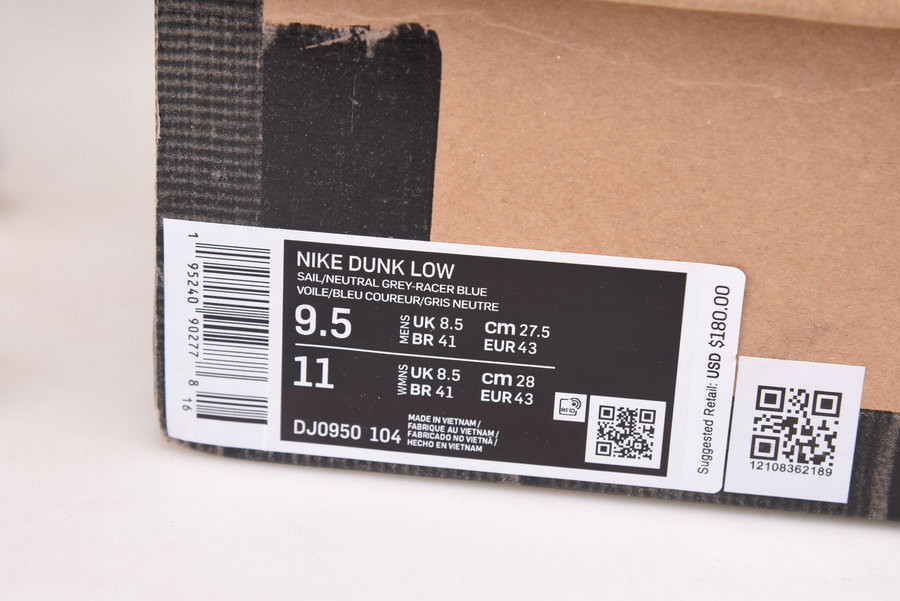 1 95240 90277 8 16
NIKE DUNK LOW
SAIL/NEUTRAL GREY-RACER BLUE
VOILE/BLEU COUREUR/GRIS NEUTRE
9.5 MENS UK 8.5 cm 27.5
BR 41 EUR 43
11 WMNS UK 8.5 cm 28
BR 41 EUR 43
RFID
DJ0950 104
MADE IN VIETNAM /
FABRIQUE AU VIETNAM /
FABRICADO NO VIETNÃ /
HECHO EN VIETNAM
Suggested Retail: USD $180.00
12108362189